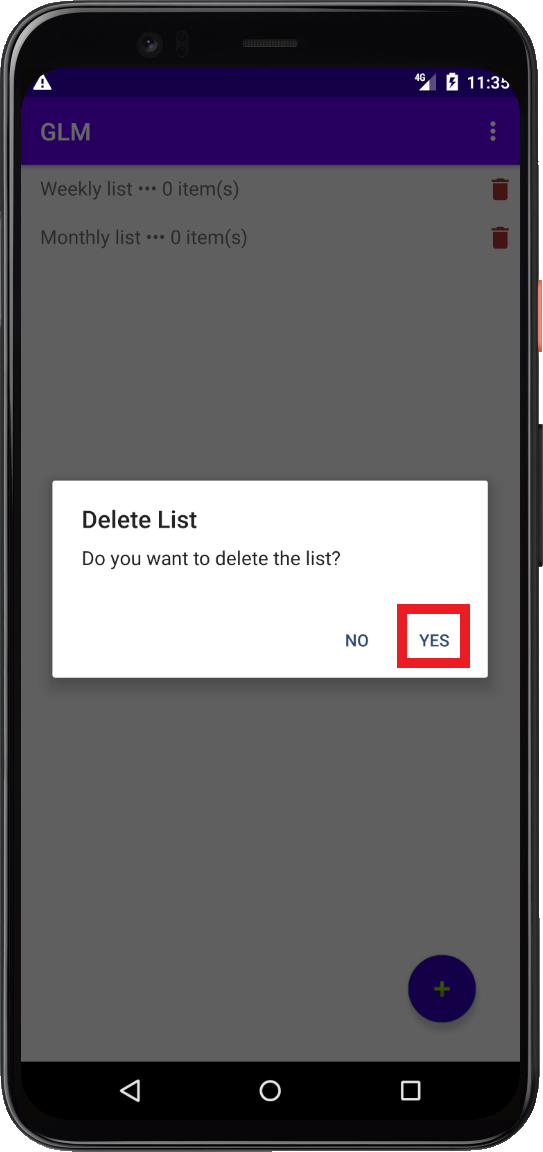 4G 11:35
GLM
Weekly list ••• 0 item(s)
Monthly list ••• 0 item(s)
Delete List
Do you want to delete the list?
NO YES
+